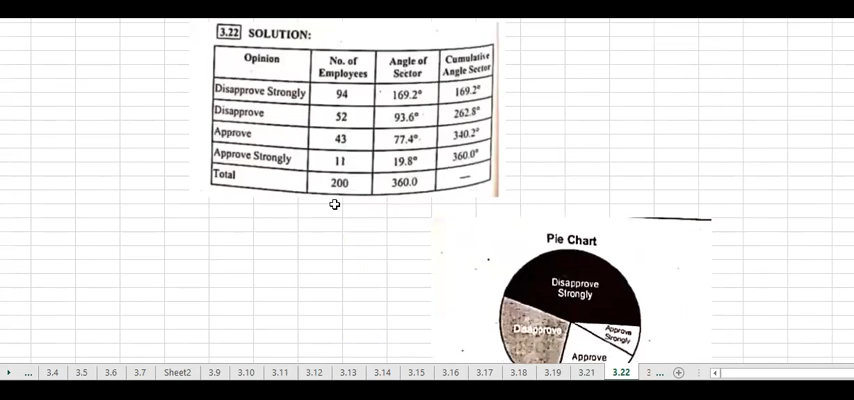 3.22 SOLUTION:
Opinion No. of Employees Angle of Sector Cumulative Angle Sector
Disapprove Strongly 94 169.2° 169.2°
Disapprove 52 93.6° 262.8°
Approve 43 77.4° 340.2°
Approve Strongly 11 19.8° 360.0°
Total 200 360.0 —
Pie Chart
Disapprove
Strongly
Disapprove
Approve
Strongly
Approve
... 3.4 3.5 3.6 3.7 Sheet2 3.9 3.10 3.11 3.12 3.13 3.14 3.15 3.16 3.17 3.18 3.19 3.20 3.21 3.22 3 ...